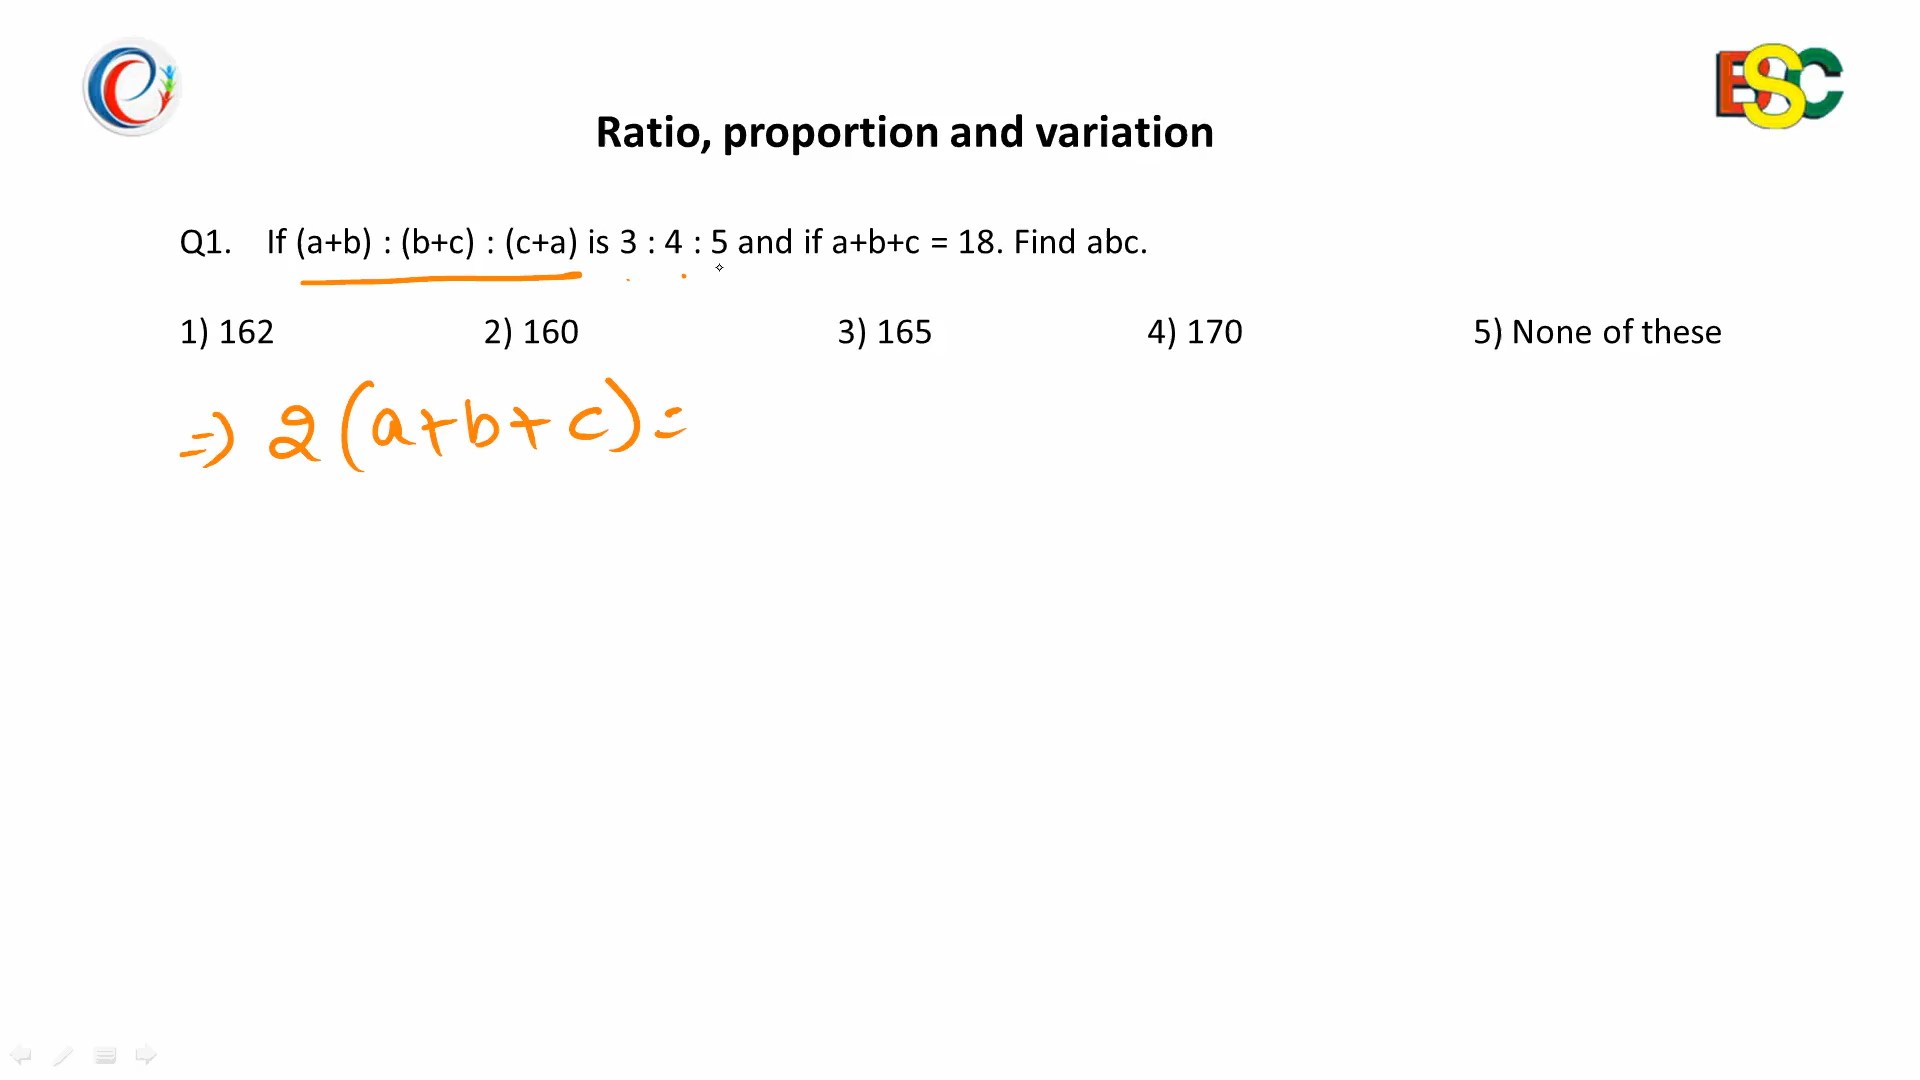 ESC
Ratio, proportion and variation
Q1. If (a+b) : (b+c) : (c+a) is 3 : 4 : 5 and if a+b+c = 18. Find abc.
1) 162 2) 160 3) 165 4) 170 5) None of these
⇒ 2(a+b+c)=